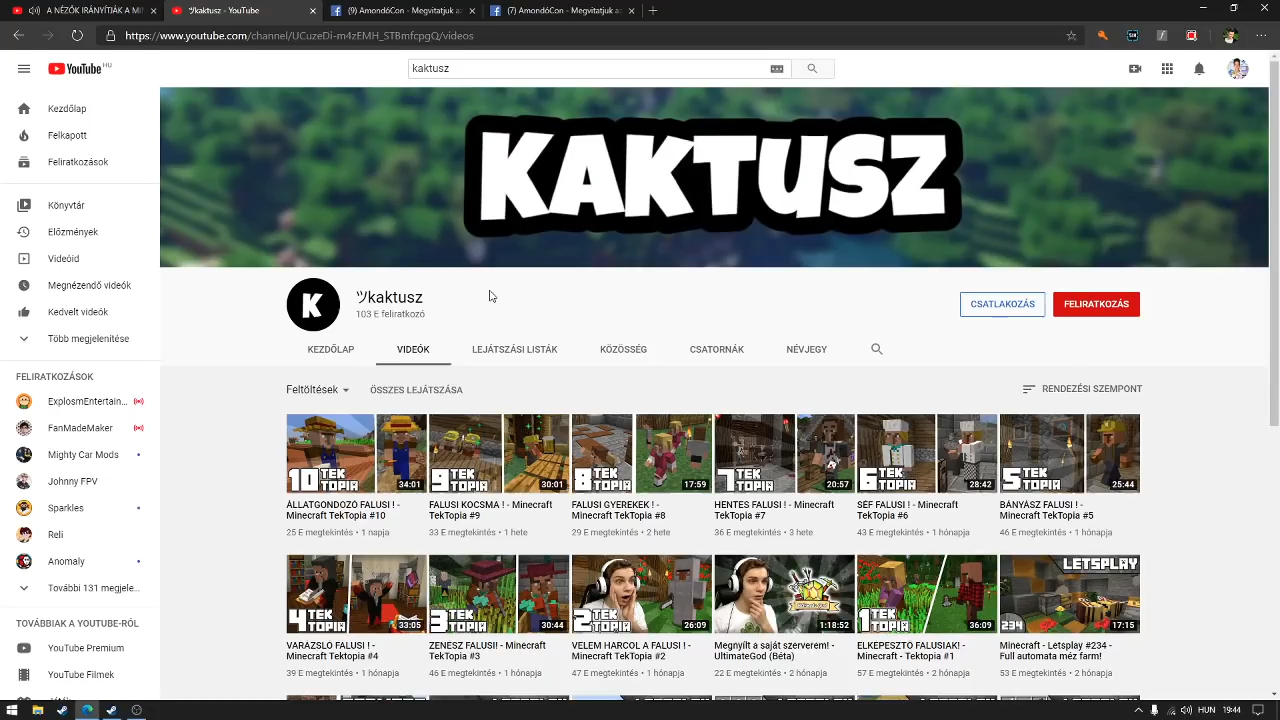 A NÉZŐK IRÁNYÍTJÁK A MI
ツkaktusz - YouTube
(7) AmondóCon - Megvitatjuk az
(7) AmondóCon - Megvitatjuk az
https://www.youtube.com/channel/
/videos
YouTube HU
kaktusz
Kezdőlap
Felkapott
Feliratkozások
Könyvtár
Előzmények
Videóid
Megnézendő videók
Kedvelt videók
Több megjelenítése
FELIRATKOZÁSOK
ExplosmEntertain...
FanMadeMaker
Mighty Car Mods
Johnny FPV
Sparkles
Reli
Anomaly
További 131 megjele...
TOVÁBBIAK A YOUTUBE-RÓL
YouTube Premium
YouTube Filmek
KAKTUSZ
K
ツkaktusz
103 E feliratkozó
CSATLAKOZÁS
FELIRATKOZÁS
KEZDŐLAP
VIDEÓK
LEJÁTSZÁSI LISTÁK
KÖZÖSSÉG
CSATORNÁK
NÉVJEGY
Feltöltések
ÖSSZES LEJÁTSZÁSA
RENDEZÉSI SZEMPONT
10 TEK TOPIA
34:01
ÁLLATGONDOZÓ FALUSI ! -
Minecraft TekTopia #10
25 E megtekintés • 1 napja
9 TEK TOPIA
30:01
FALUSI KOCSMA ! - Minecraft
TekTopia #9
33 E megtekintés • 1 hete
8 TEK TOPIA
17:59
FALUSI GYEREKEK ! -
Minecraft TekTopia #8
29 E megtekintés • 2 hete
7 TEK TOPIA
20:57
HENTES FALUSI ! - Minecraft
TekTopia #7
36 E megtekintés • 3 hete
6 TEK TOPIA
28:42
SÉF FALUSI ! - Minecraft
TekTopia #6
43 E megtekintés • 1 hónapja
5 TEK TOPIA
25:44
BÁNYÁSZ FALUSI ! -
Minecraft TekTopia #5
46 E megtekintés • 1 hónapja
4 TEK TOPIA
33:05
VARÁZSLÓ FALUSI ! -
Minecraft Tektopia #4
39 E megtekintés • 1 hónapja
3 TEK TOPIA
30:44
ZENÉSZ FALUSI! - Minecraft
TekTopia #3
46 E megtekintés • 1 hónapja
2 TEK TOPIA
26:09
VELEM HARCOL A FALUSI ! -
Minecraft TekTopia #2
47 E megtekintés • 1 hónapja
1:18:52
Megnyílt a saját szerverem! -
UltimateGod (Béta)
22 E megtekintés • 2 hónapja
1 TEK TOPIA
36:09
ELKÉPESZTŐ FALUSIAK! -
Minecraft - Tektopia #1
57 E megtekintés • 2 hónapja
LETSPLAY
234
17:15
Minecraft - Letsplay #234 -
Full automata méz farm!
53 E megtekintés • 2 hónapja
HUN
19:44